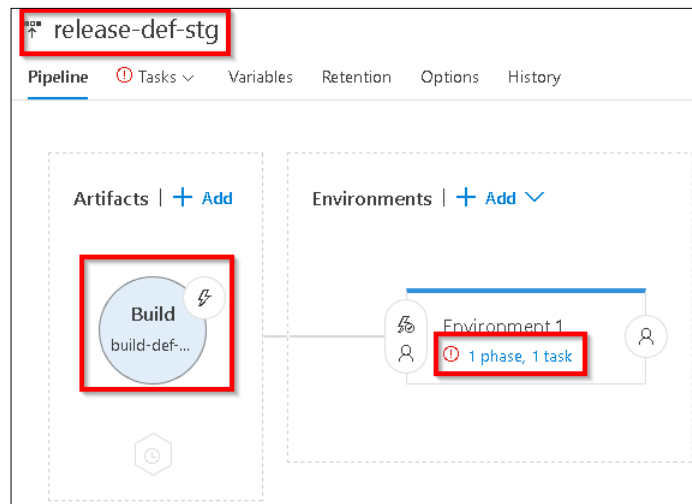 release-def-stg
Pipeline Tasks Variables Retention Options History
Artifacts | + Add
Environments | + Add
Build
build-def-...
Environment 1
1 phase, 1 task